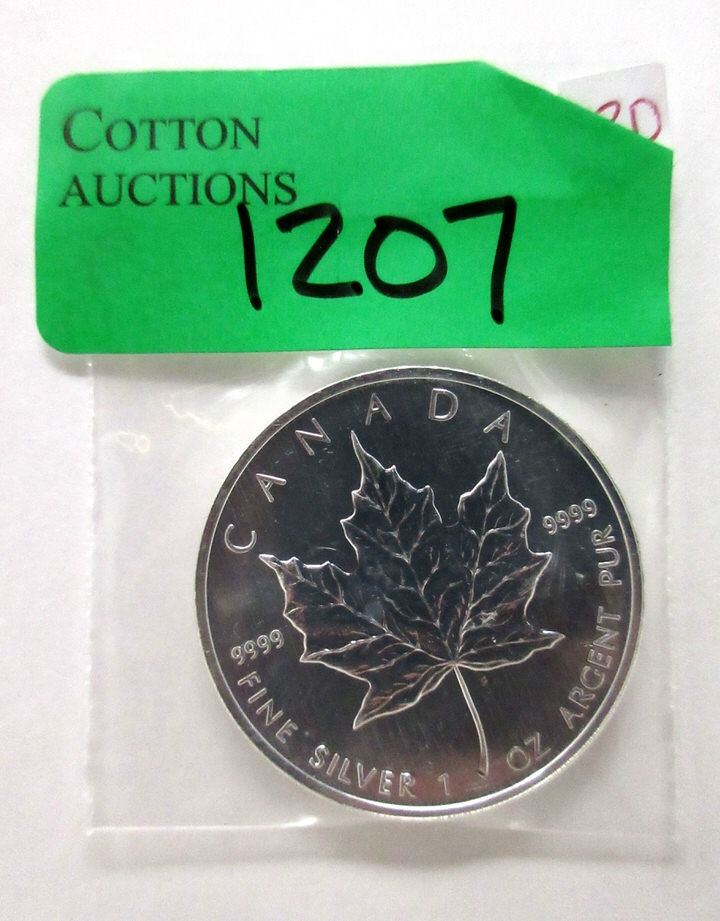 COTTON
AUCTIONS
1207
CANADA
9999
9999
FINE SILVER 1 OZ ARGENT PUR